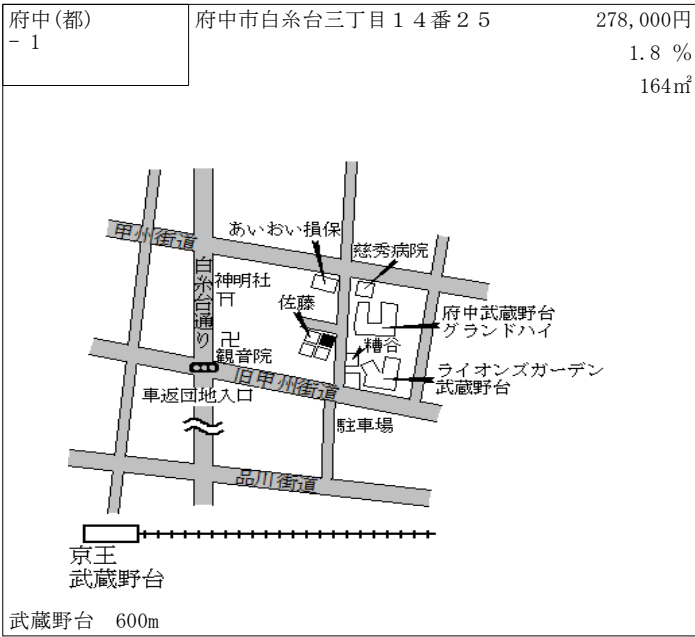 府中(都)
－１
府中市白糸台三丁目１４番２５
278,000円
1.8 %
164㎡
あいおい損保
慈秀病院
甲州街道
白糸台通り
神明社
佐藤
府中武蔵野台
グランドハイ
糟谷
観音院
旧甲州街道
ライオンズガーデン
武蔵野台
車返団地入口
駐車場
品川街道
京王
武蔵野台
武蔵野台　600m